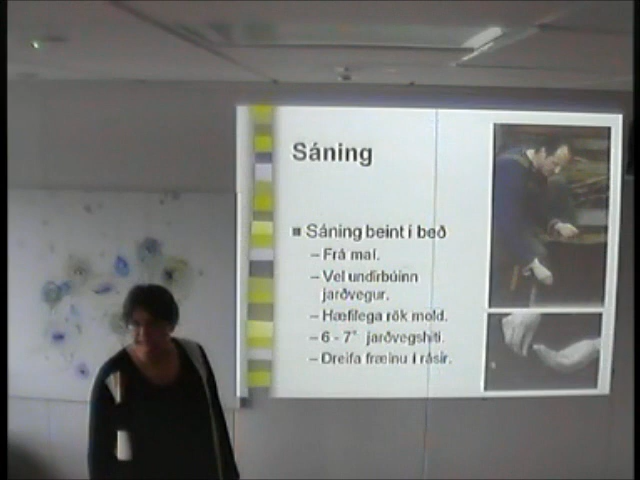 Sáning
Sáning beint í beð
– Frá maí.
– Vel undirbúinn
jarðvegur.
– Hæfilega rök mold.
– 6 - 7° jarðvegshiti.
– Dreifa fræinu í rásir.